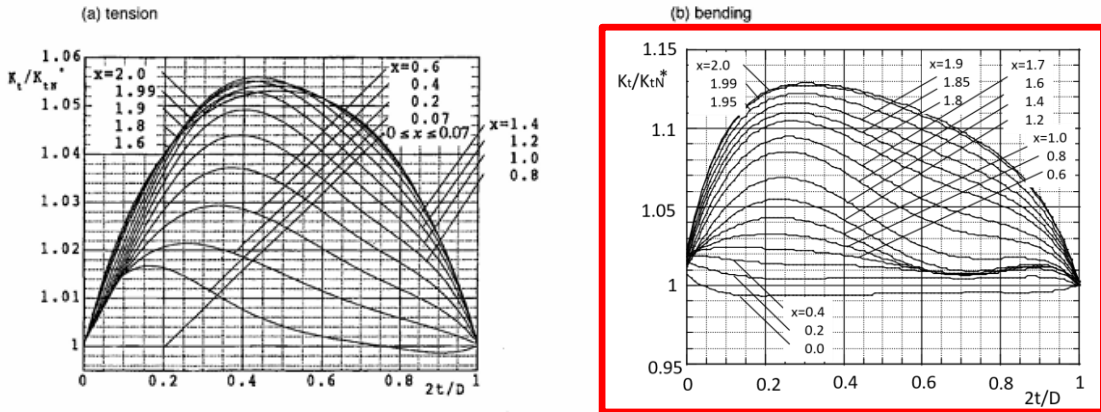 (a) tension
1.06
Kt/KtN*
1.05
1.04
1.03
1.02
1.01
1
x=2.0
1.99
1.9
1.8
1.6
x=0.6
0.4
0.2
0.07
0≤x≤0.07
x=1.4
1.2
1.0
0.8
0 0.2 0.4 0.6 0.8 1
2t/D
(b) bending
1.15
Kt/KtN*
1.1
1.05
1
0.95
x=2.0
1.99
1.95
x=1.9
1.85
1.8
x=1.7
1.6
1.4
1.2
x=1.0
0.8
0.6
x=0.4
0.2
0.0
0 0.2 0.4 0.6 0.8 1
2t/D